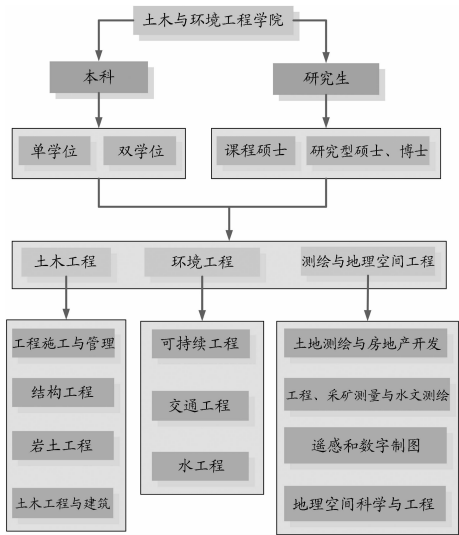 土木与环境工程学院
本科
研究生
单学位
双学位
课程硕士
研究型硕士、博士
土木工程
环境工程
测绘与地理空间工程
工程施工与管理
结构工程
岩土工程
土木工程与建筑
可持续工程
交通工程
水工程
土地测绘与房地产开发
工程、采矿测量与水文测绘
遥感和数字制图
地理空间科学与工程